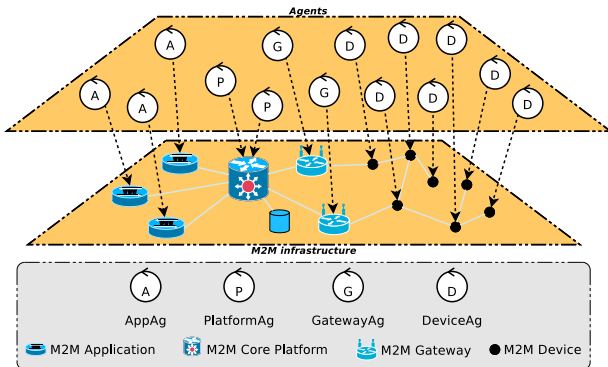 Agents
A G D D D
A A P P G D D D D
M2M infrastructure
A P G D
AppAg PlatformAg GatewayAg DeviceAg
M2M Application M2M Core Platform M2M Gateway M2M Device